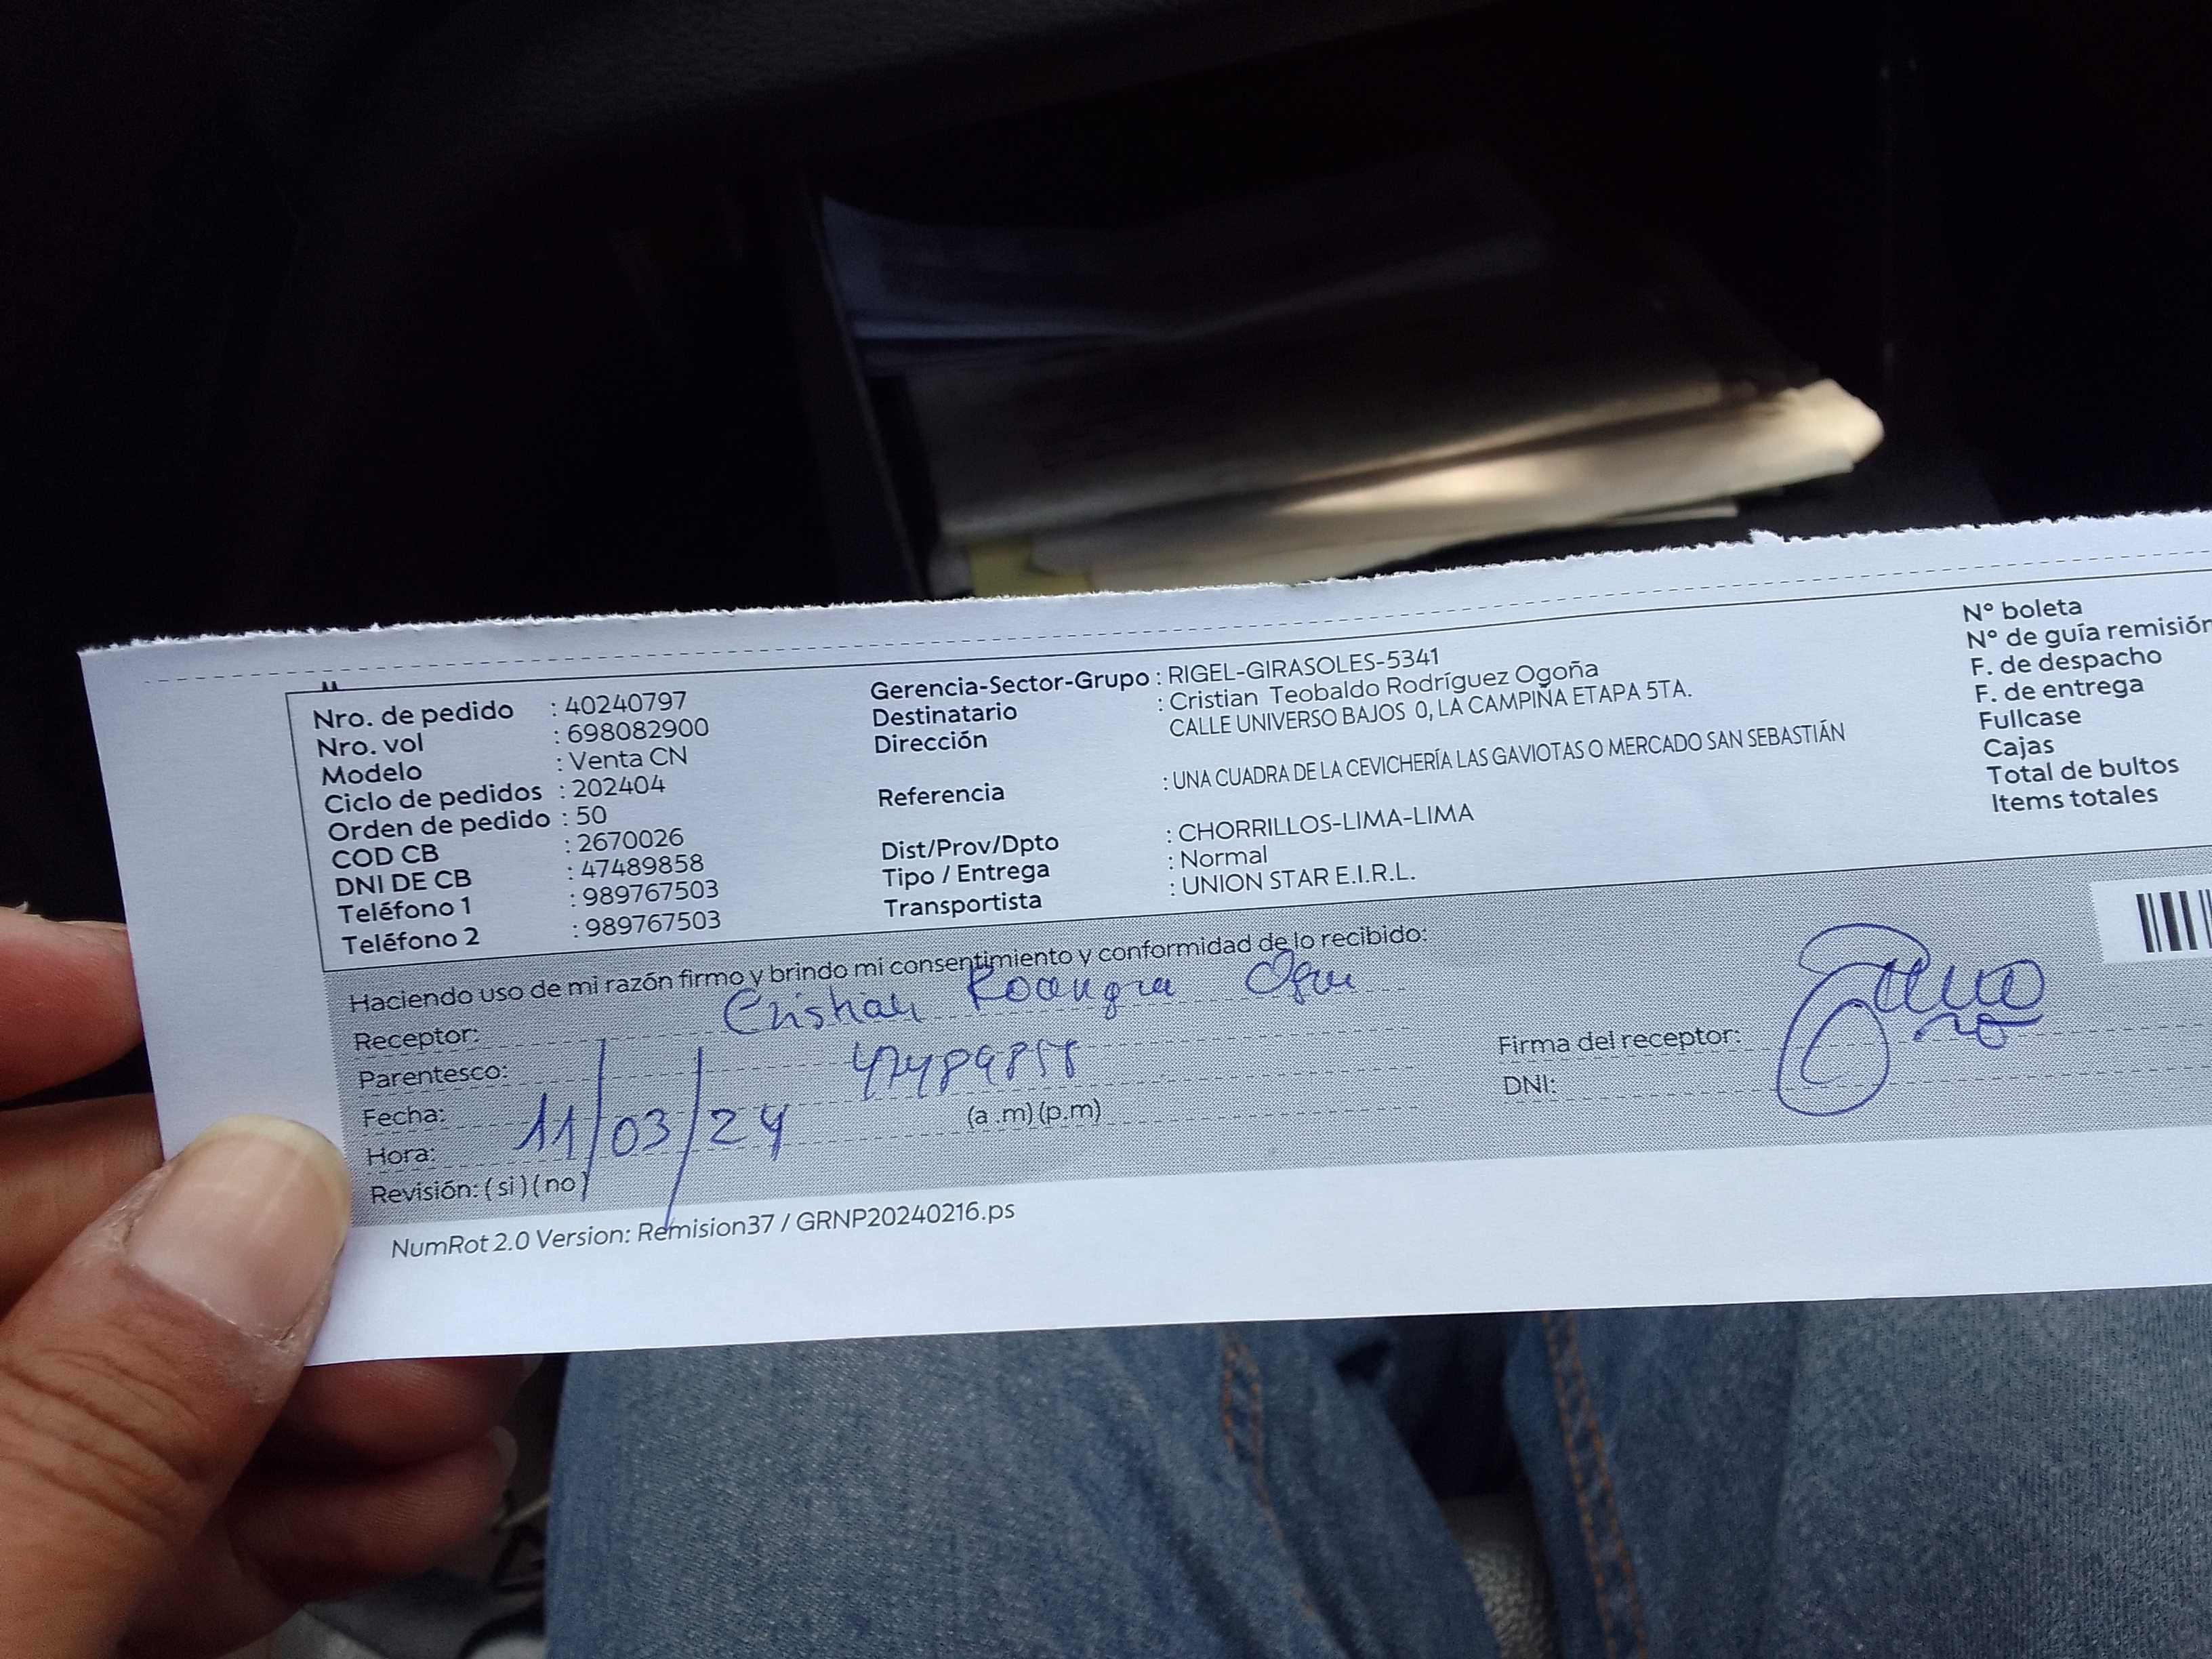 Nro. de pedido : 40240797
Nro. vol : 698082900
Modelo : Venta CN
Ciclo de pedidos : 202404
Orden de pedido : 50
COD CB : 2670026
DNI DE CB : 47489858
Teléfono 1 : 989767503
Teléfono 2 : 989767503
Gerencia-Sector-Grupo : RIGEL-GIRASOLES-5341
Destinatario : Cristian Teobaldo Rodríguez Ogoña
Dirección CALLE UNIVERSO BAJOS 0, LA CAMPIÑA ETAPA 5TA.
Referencia : UNA CUADRA DE LA CEVICHERÍA LAS GAVIOTAS O MERCADO SAN SEBASTIÁN
Dist/Prov/Dpto : CHORRILLOS-LIMA-LIMA
Tipo / Entrega : Normal
Transportista : UNION STAR E.I.R.L.
N° boleta
N° de guía remisión
F. de despacho
F. de entrega
Fullcase
Cajas
Total de bultos
Items totales
Haciendo uso de mi razón firmo y brindo mi consentimiento y conformidad de lo recibido:
Receptor: Cristian
Parentesco: 47489858
Fecha: 11/03/24
Hora: (a .m) (p.m)
Revisión: ( si ) ( no )
Firma del receptor:
DNI:
NumRot 2.0 Version: Remision37 / GRNP20240216.ps